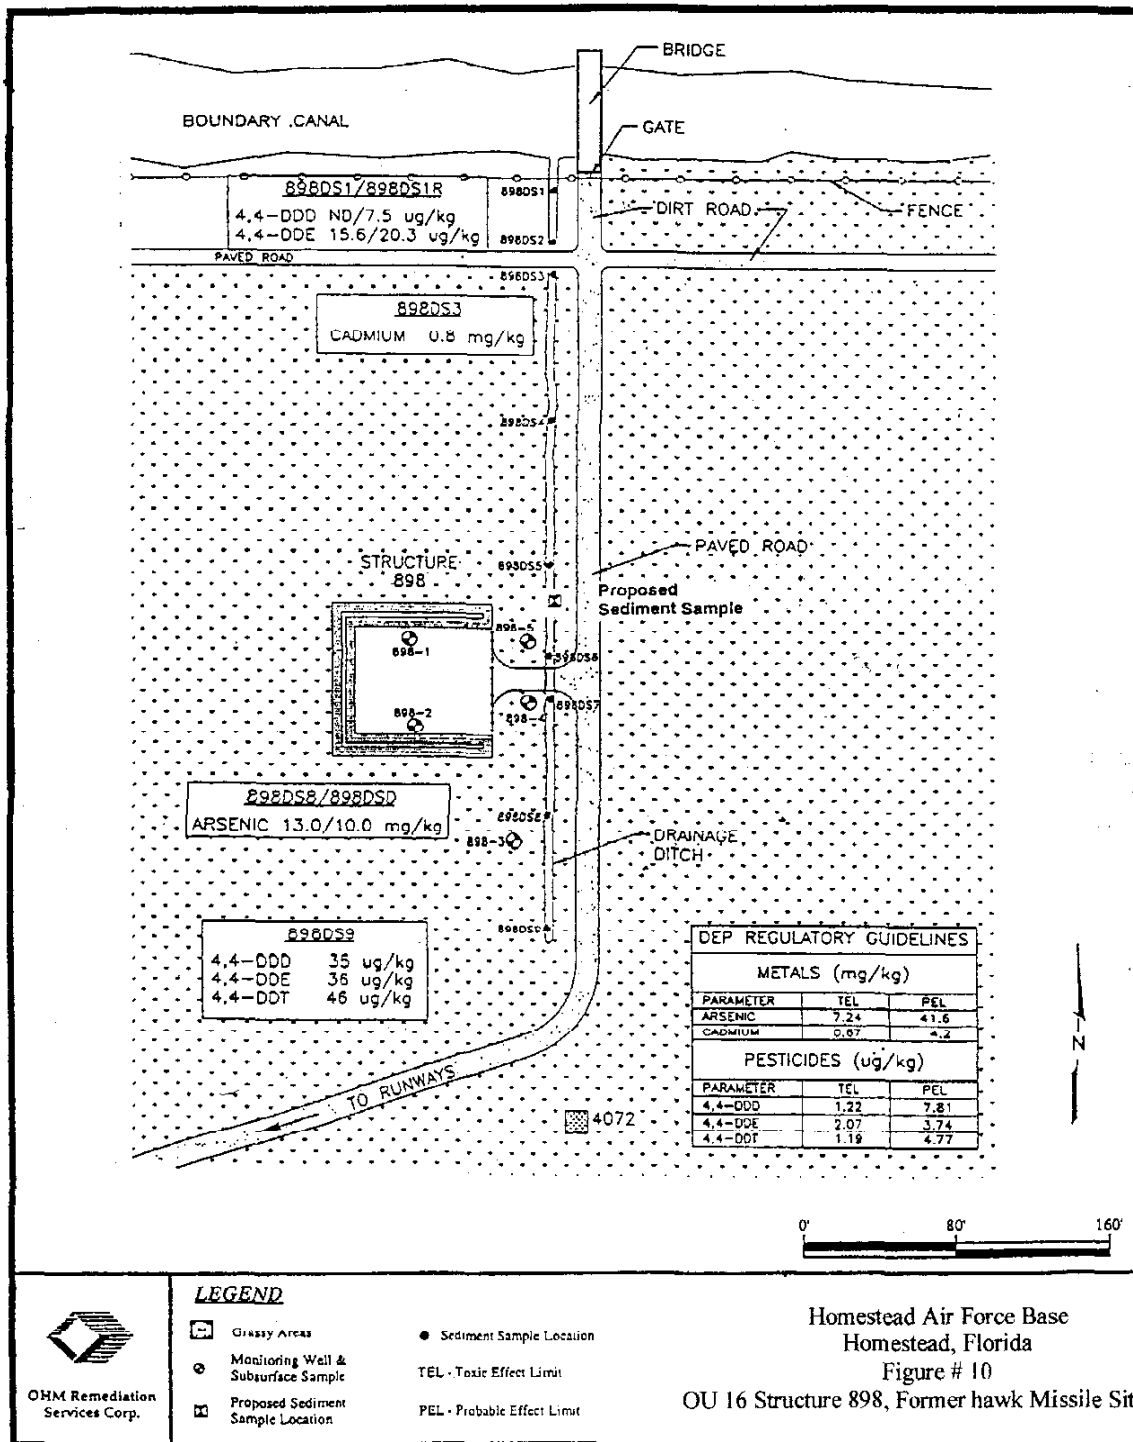 BRIDGE
BOUNDARY CANAL
GATE
898DS1/898DS1R
4,4-DDD ND/7.5 ug/kg
4,4-DDE 15.6/20.3 ug/kg
898DS1
898DS2
DIRT ROAD
FENCE
PAVED ROAD
898DS3
898DS3
CADMIUM 0.8 mg/kg
898DS4
STRUCTURE
898
898DS5
PAVED ROAD
Proposed
Sediment Sample
898-5
898-1
898DS6
898-2
898-4
898DS7
898DS8/898DSD
ARSENIC 13.0/10.0 mg/kg
898DS8
898-3
DRAINAGE
DITCH
898DS9
898DS9
4,4-DDD 35 ug/kg
4,4-DDE 36 ug/kg
4,4-DDT 46 ug/kg
DEP REGULATORY GUIDELINES
METALS (mg/kg)
PARAMETER TEL PEL
ARSENIC 7.24 41.6
CADMIUM 0.67 4.2
PESTICIDES (ug/kg)
PARAMETER TEL PEL
4,4-DDD 1.22 7.81
4,4-DDE 2.07 3.74
4,4-DDT 1.19 4.77
N
TO RUNWAYS
4072
0' 80' 160'
LEGEND
Grassy Areas
Monitoring Well &
Subsurface Sample
Proposed Sediment
Sample Location
Sediment Sample Location
TEL - Toxic Effect Limit
PEL - Probable Effect Limit
OHM Remediation
Services Corp.
Homestead Air Force Base
Homestead, Florida
Figure # 10
OU 16 Structure 898, Former hawk Missile Sit